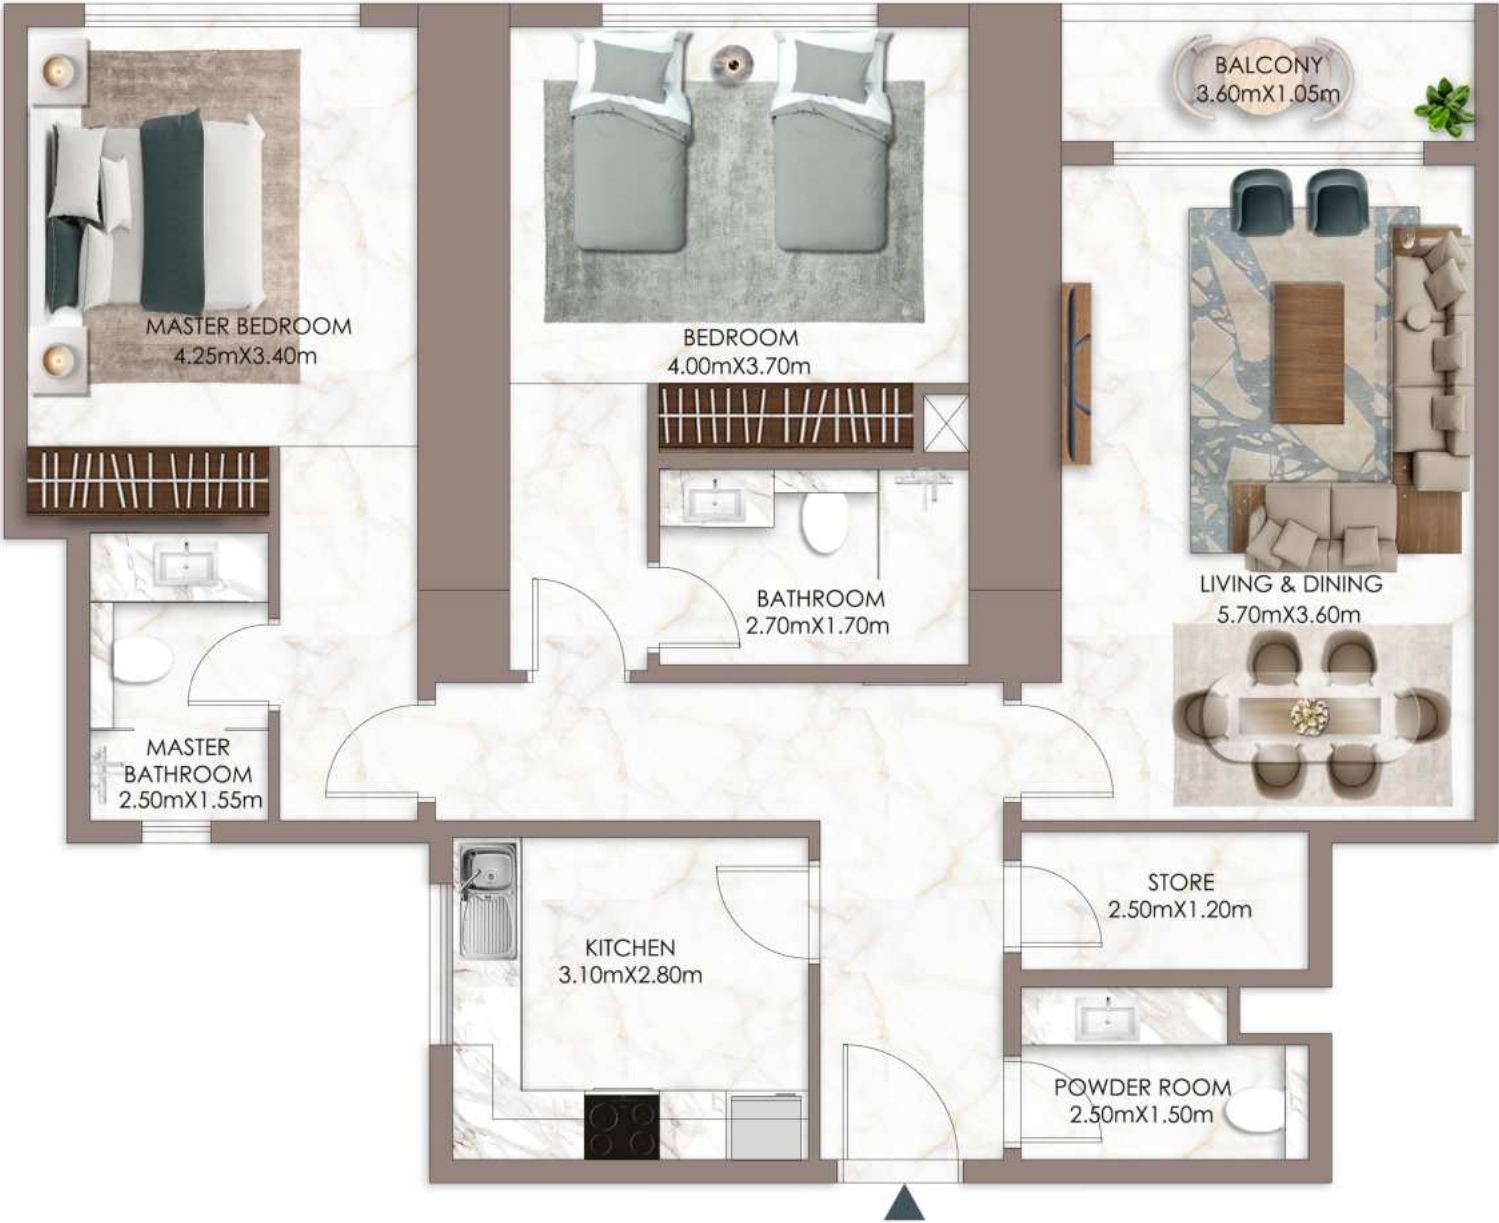 BALCONY
3.60mX1.05m
MASTER BEDROOM
4.25mX3.40m
BEDROOM
4.00mX3.70m
LIVING & DINING
5.70mX3.60m
BATHROOM
2.70mX1.70m
MASTER
BATHROOM
2.50mX1.55m
KITCHEN
3.10mX2.80m
STORE
2.50mX1.20m
POWDER ROOM
2.50mX1.50m